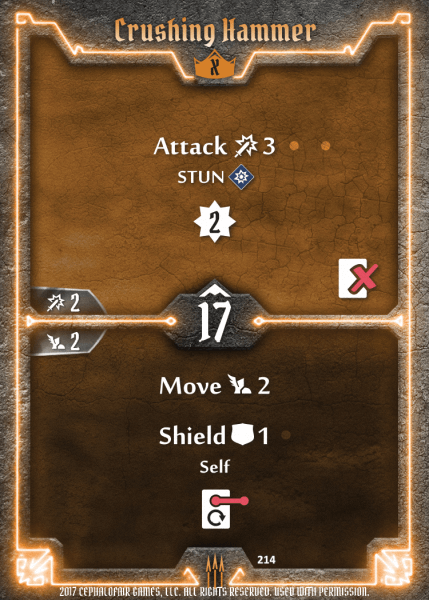 Crushing Hammer
X
Attack 3
STUN
2
2
17
2
Move 2
Shield 1
Self
214
2017 CEPHALOFAIR GAMES, LLC. ALL RIGHTS RESERVED. USED WITH PERMISSION.